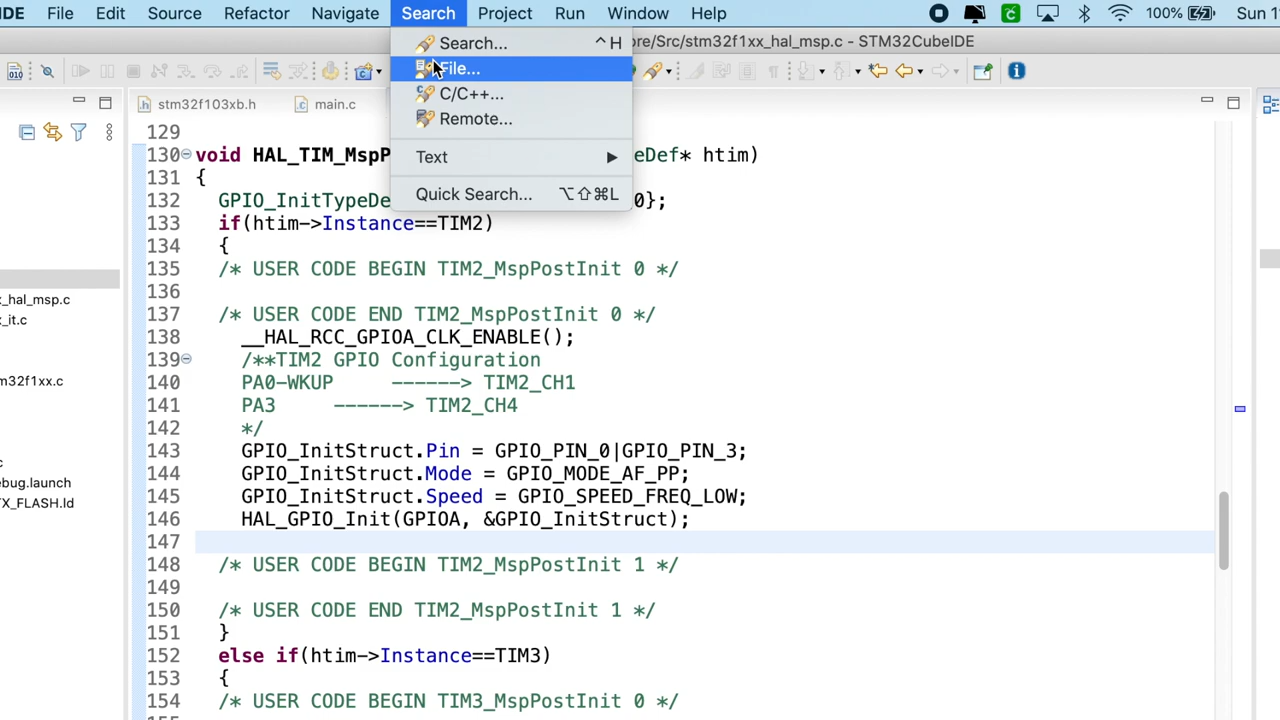 IDE File Edit Source Refactor Navigate Search Project Run Window Help 100% Sun 1
ore/Src/stm32f1xx_hal_msp.c - STM32CubeIDE
Search... ^ H
File...
C/C++...
Remote...
Text
Quick Search... ⌥⇧⌘L
010
stm32f103xb.h main.c
_hal_msp.c
_it.c
m32f1xx.c
c
ebug.launch
TX_FLASH.ld
129
130 void HAL_TIM_MspP eDef* htim)
131 {
132 GPIO_InitTypeDe 0};
133 if(htim->Instance==TIM2)
134 {
135 /* USER CODE BEGIN TIM2_MspPostInit 0 */
136
137 /* USER CODE END TIM2_MspPostInit 0 */
138 __HAL_RCC_GPIOA_CLK_ENABLE();
139 /**TIM2 GPIO Configuration
140 PA0-WKUP ------> TIM2_CH1
141 PA3 ------> TIM2_CH4
142 */
143 GPIO_InitStruct.Pin = GPIO_PIN_0|GPIO_PIN_3;
144 GPIO_InitStruct.Mode = GPIO_MODE_AF_PP;
145 GPIO_InitStruct.Speed = GPIO_SPEED_FREQ_LOW;
146 HAL_GPIO_Init(GPIOA, &GPIO_InitStruct);
147
148 /* USER CODE BEGIN TIM2_MspPostInit 1 */
149
150 /* USER CODE END TIM2_MspPostInit 1 */
151 }
152 else if(htim->Instance==TIM3)
153 {
154 /* USER CODE BEGIN TIM3_MspPostInit 0 */